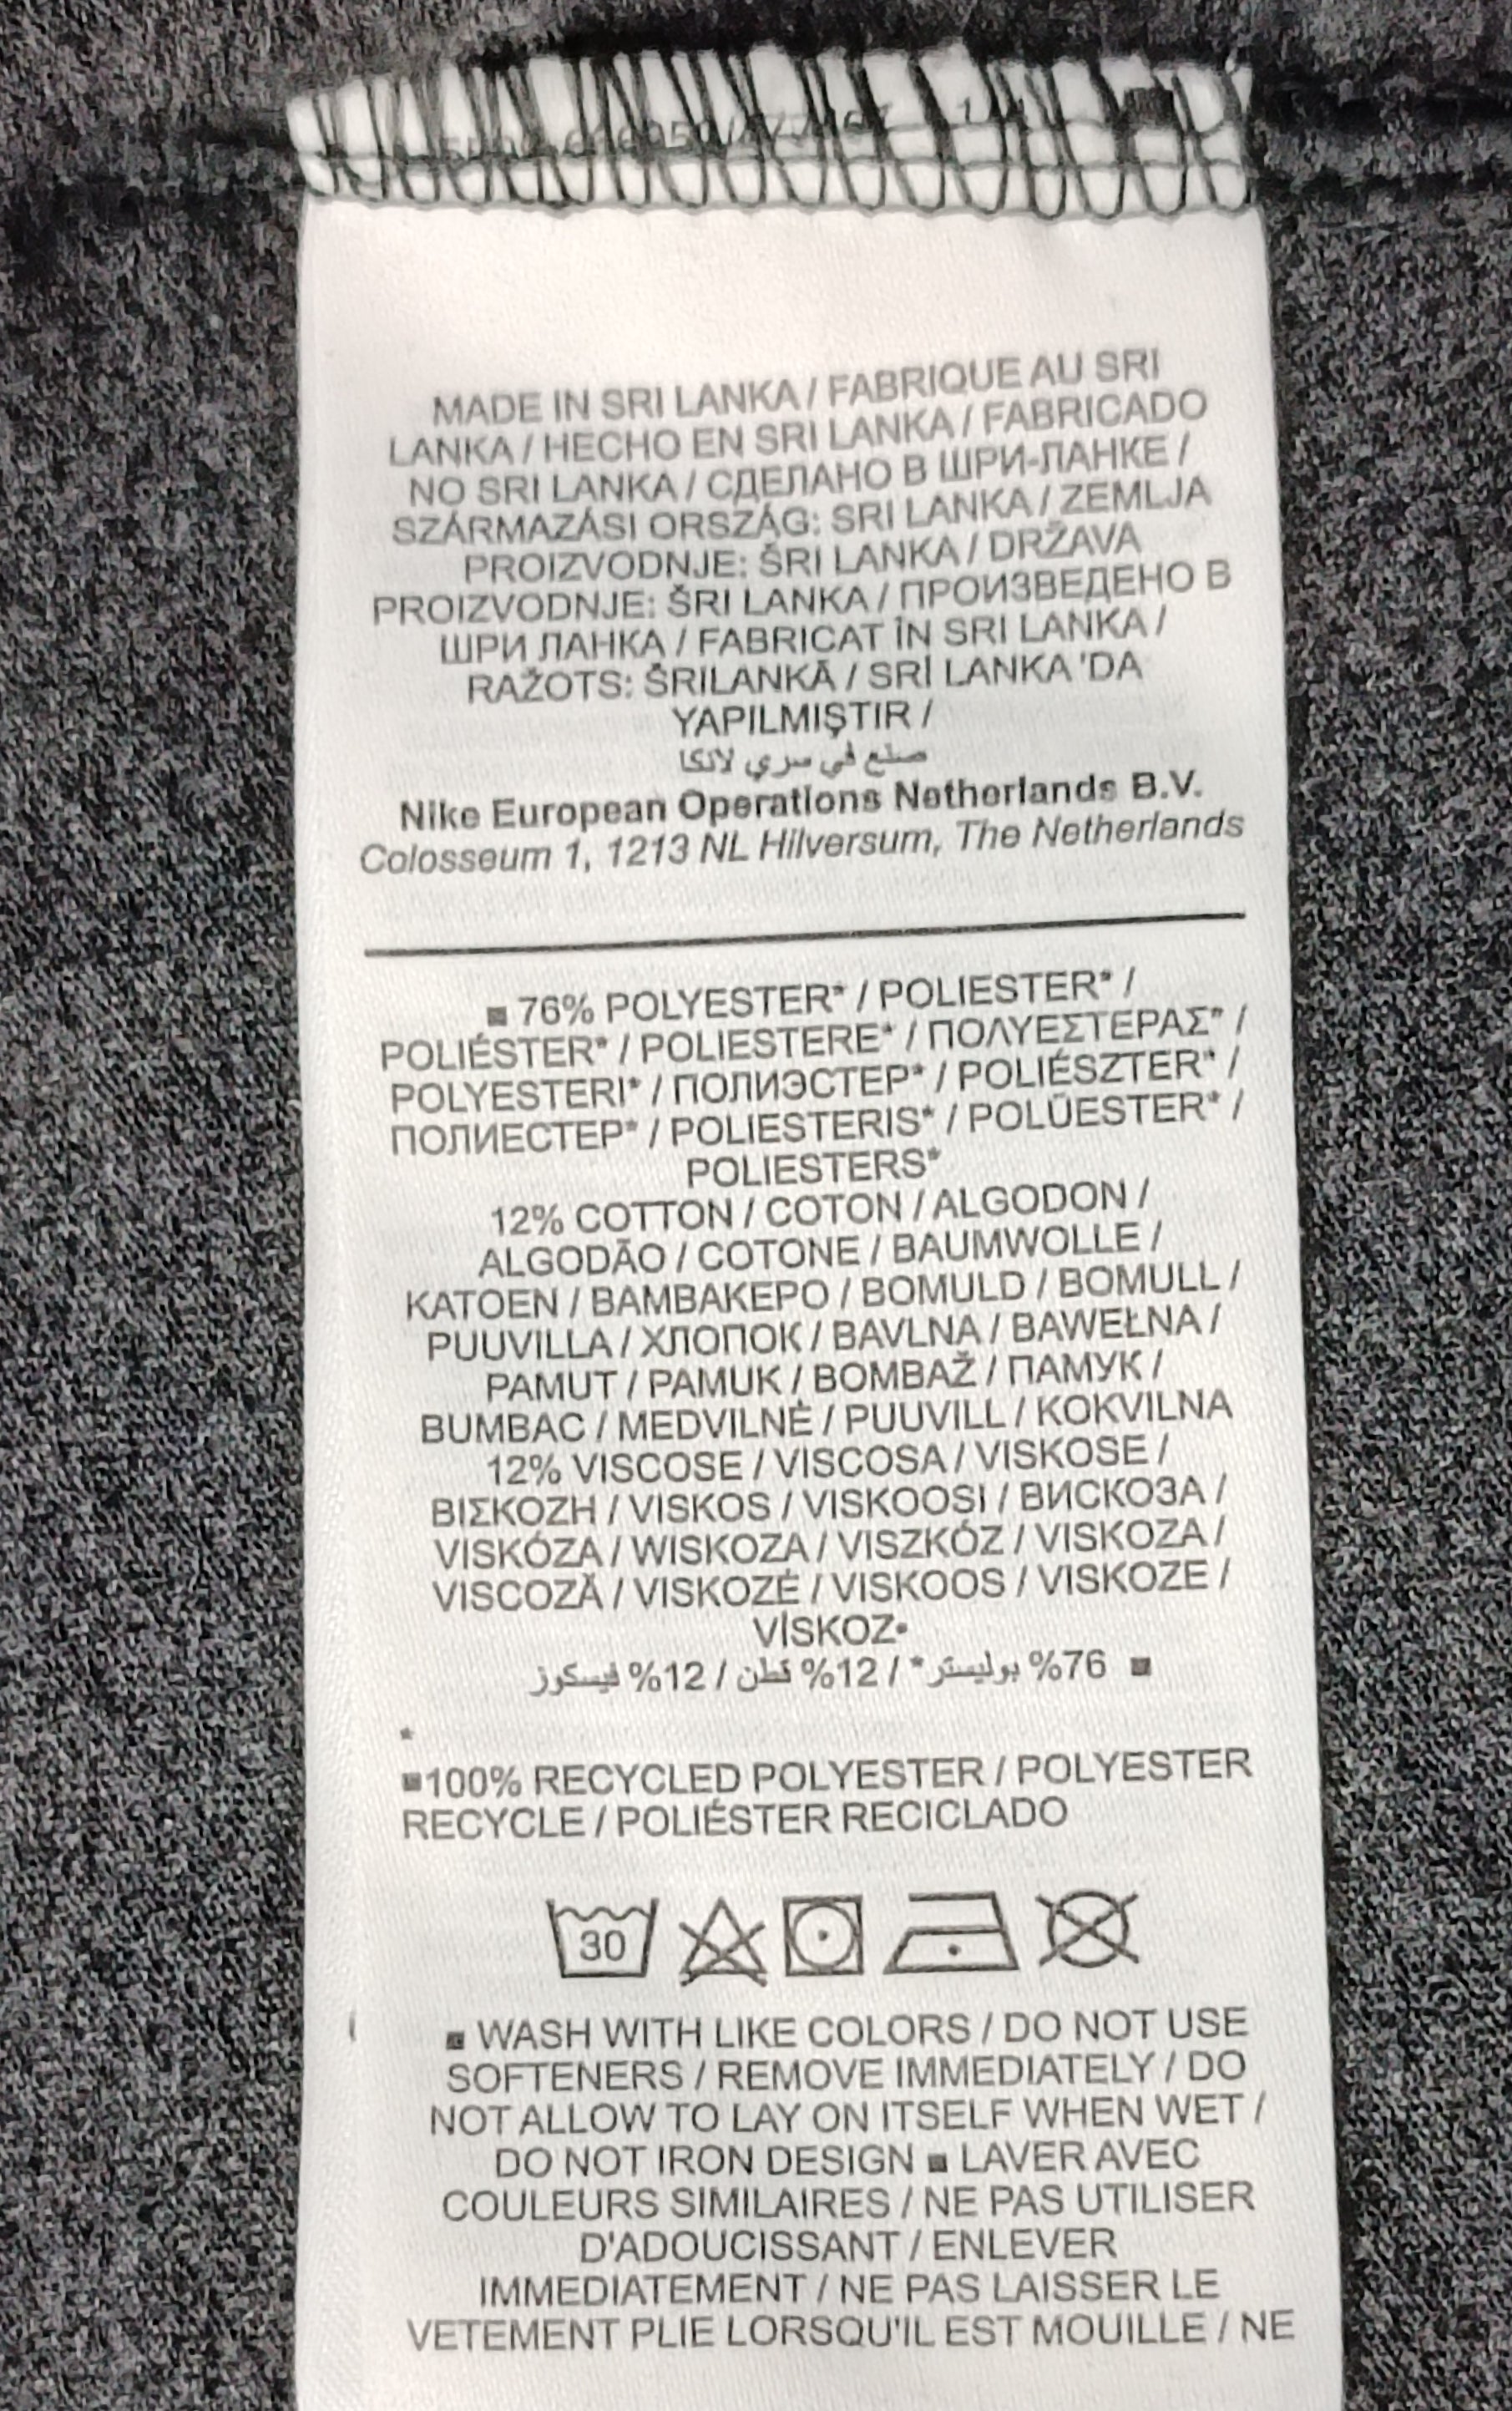 MADE IN SRI LANKA / FABRIQUE AU SRI
LANKA / HECHO EN SRI LANKA / FABRICADO
NO SRI LANKA / СДЕЛАНО В ШРИ-ЛАНКЕ /
SZÁRMAZÁSI ORSZÁG: SRI LANKA / ZEMLJA
PROIZVODNJE: ŠRI LANKA / DRŽAVA
PROIZVODNJE: ŠRI LANKA / ПРОИЗВЕДЕНО В
ШРИ ЛАНКА / FABRICAT ÎN SRI LANKA /
RAŽOTS: ŠRILANKĀ / SRİ LANKA 'DA
YAPILMIŞTIR /
صنع في سري لانكا
Nike European Operations Netherlands B.V.
Colosseum 1, 1213 NL Hilversum, The Netherlands
■ 76% POLYESTER* / POLIESTER* /
POLIÉSTER* / POLIESTERE* / ΠΟΛΥΕΣΤΕΡΑΣ* /
POLYESTERI* / ПОЛИЭСТЕР* / POLIÉSZTER* /
ПОЛИЕСТЕР* / POLIESTERIS* / POLÜESTER* /
POLIESTERS*
12% COTTON / COTON / ALGODON /
ALGODÃO / COTONE / BAUMWOLLE /
KATOEN / ΒΑΜΒΑΚΕΡΟ / BOMULD / BOMULL /
PUUVILLA / ХЛОПОК / BAVLNA / BAWEŁNA /
PAMUT / PAMUK / BOMBAŽ / ПАМУК /
BUMBAC / MEDVILNĖ / PUUVILL / KOKVILNA
12% VISCOSE / VISCOSA / VISKOSE /
ΒΙΣΚΟΖΗ / VISKOS / VISKOOSI / ВИСКОЗА /
VISKÓZA / WISKOZA / VISZKÓZ / VISKOZA /
VISCOZĂ / VISKOZĖ / VISKOOS / VISKOZE /
VİSKOZ•
■ 76% بوليستر* / 12% قطن / 12% فيسكوز
*
■100% RECYCLED POLYESTER / POLYESTER
RECYCLE / POLIÉSTER RECICLADO
30
■ WASH WITH LIKE COLORS / DO NOT USE
SOFTENERS / REMOVE IMMEDIATELY / DO
NOT ALLOW TO LAY ON ITSELF WHEN WET /
DO NOT IRON DESIGN ■ LAVER AVEC
COULEURS SIMILAIRES / NE PAS UTILISER
D'ADOUCISSANT / ENLEVER
IMMEDIATEMENT / NE PAS LAISSER LE
VETEMENT PLIE LORSQU'IL EST MOUILLE / NE